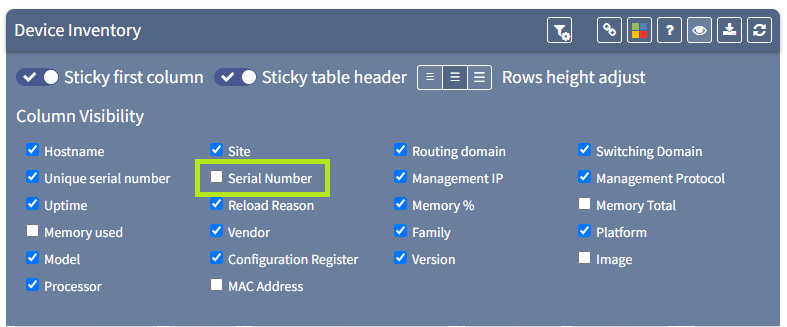 Device Inventory ?
Sticky first column Sticky table header Rows height adjust
Column Visibility
Hostname Site Routing domain Switching Domain
Unique serial number Serial Number Management IP Management Protocol
Uptime Reload Reason Memory % Memory Total
Memory used Vendor Family Platform
Model Configuration Register Version Image
Processor MAC Address